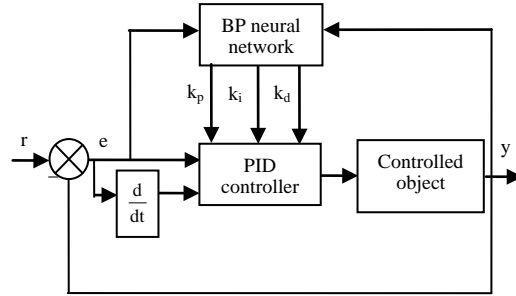 BP neural
network
k_p
k_i
k_d
r
e
y
PID
controller
Controlled
object
d
dt
−